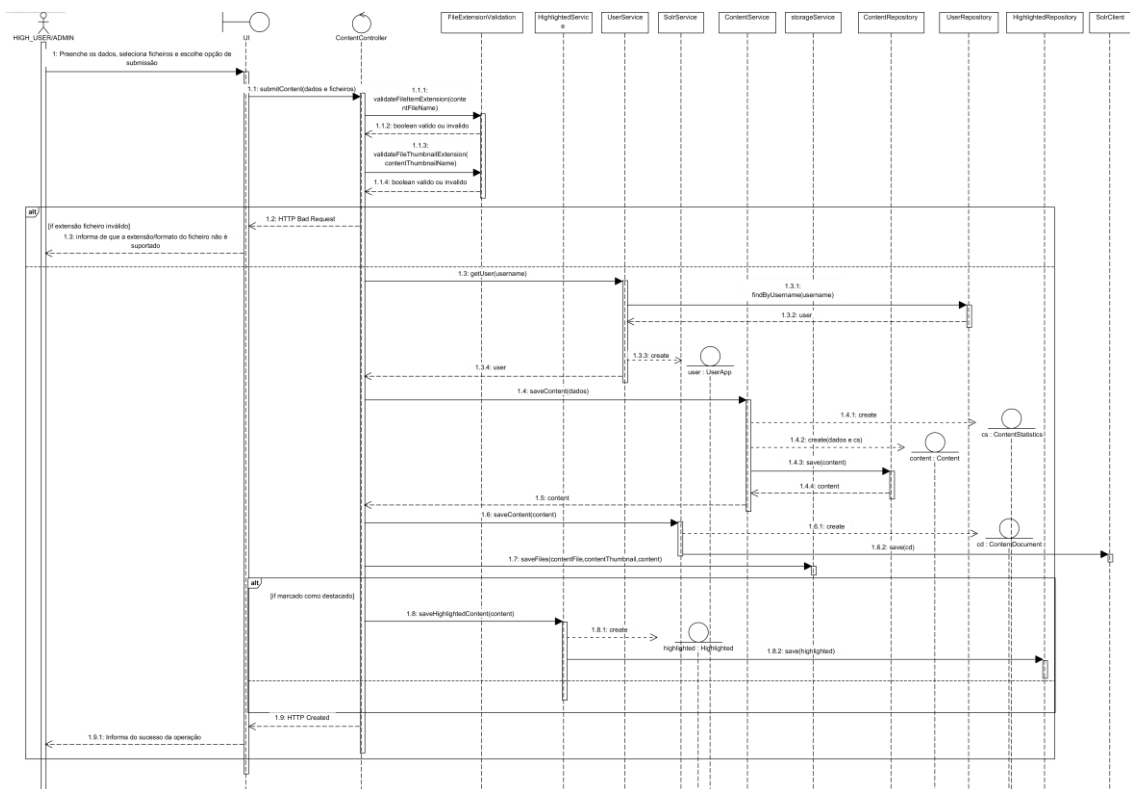 HIGH_USER/ADMIN
UI
ContentController
FileExtensionValidation
HighlightedServic
e
UserService
SolrService
ContentService
storageService
ContentRepository
UserRepository
HighlightedRepository
SolrClient
1: Preenche os dados, seleciona ficheiros e escolhe opção de
submissão
1.1: submitContent(dados e ficheiros)
1.1.1:
validateFileItemExtension(conte
ntFileName)
1.1.2: boolean valido ou invalido
1.1.3:
validateFileThumbnailExtension(
contentThumbnailName)
1.1.4: boolean valido ou invalido
alt
[if extensão ficheiro inválido]
1.2: HTTP Bad Request
1.3: informa de que a extensão/formato do ficheiro não é
suportado
1.3: getUser(username)
1.3.1:
findByUsername(username)
1.3.2: user
1.3.3: create
user : UserApp
1.3.4: user
1.4: saveContent(dados)
1.4.1: create
cs : ContentStatistics
1.4.2: create(dados e cs)
content : Content
1.4.3: save(content)
1.4.4: content
1.5: content
1.6: saveContent(content)
1.6.1: create
cd : ContentDocument
1.6.2: save(cd)
1.7: saveFiles(contentFile,contentThumbnail,content)
alt
[if marcado como destacado]
1.8: saveHighlightedContent(content)
1.8.1: create
highlighted : Highlighted
1.8.2: save(highlighted)
1.9: HTTP Created
1.9.1: Informa do sucesso da operação